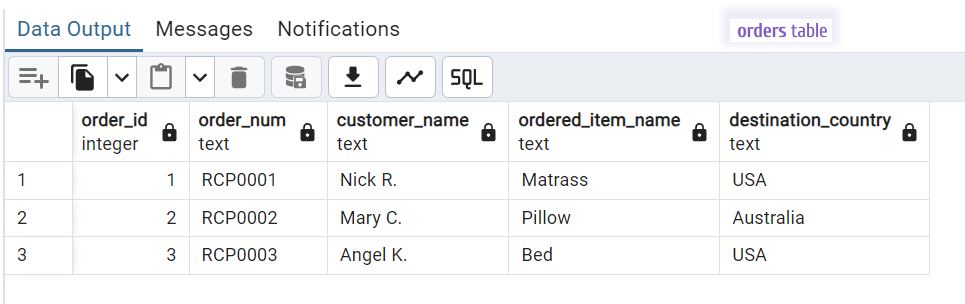 Data Output Messages Notifications orders table
SQL
order_id order_num customer_name ordered_item_name destination_country
integer text text text text
1 1 RCP0001 Nick R. Matrass USA
2 2 RCP0002 Mary C. Pillow Australia
3 3 RCP0003 Angel K. Bed USA